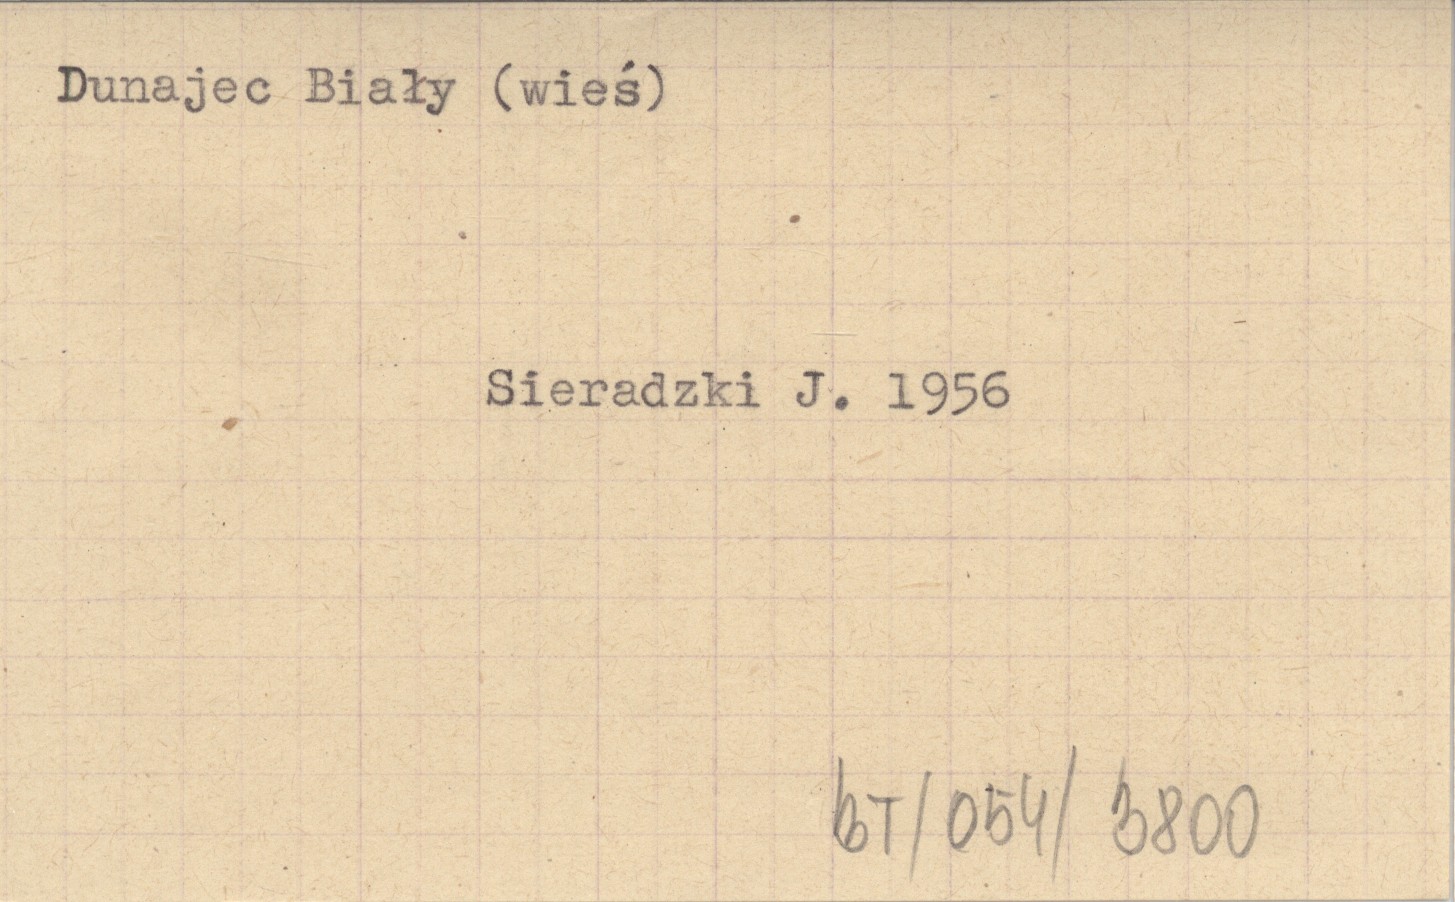 Dunajec Biały (wieś)
Sieradzki J. 1956
BT/054/3800